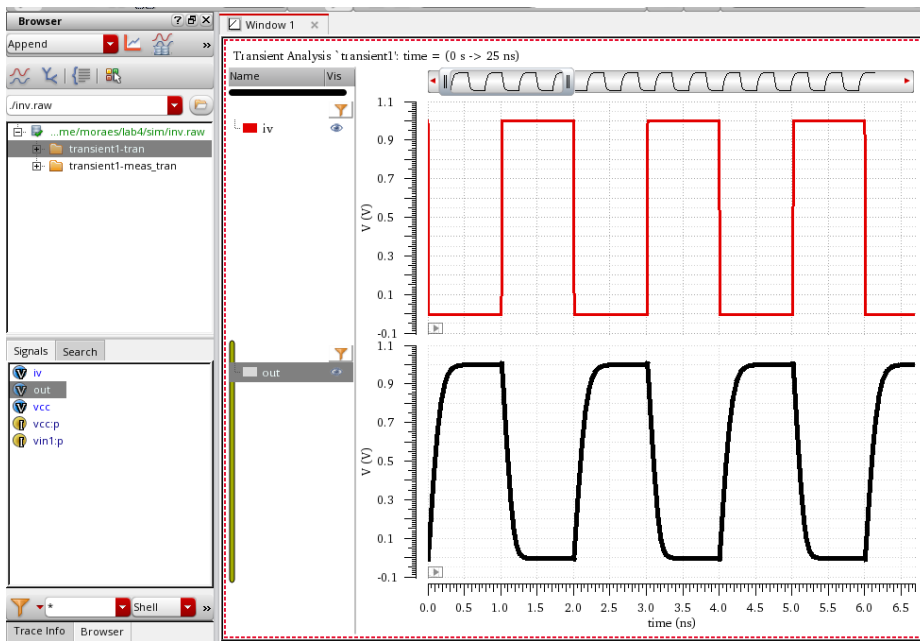 Browser
Append
»
./inv.raw
...me/moraes/lab4/sim/inv.raw
transient1-tran
transient1-meas_tran
Signals
Search
iv
out
vcc
vcc:p
vin1:p
*
Shell
»
Trace Info
Browser
Window 1
Transient Analysis `transient1': time = (0 s -> 25 ns)
Name
Vis
iv
out
1.1
0.9
0.7
0.5
0.3
0.1
-0.1
V (V)
1.1
0.9
0.7
0.5
0.3
0.1
-0.1
V (V)
0.0 0.5 1.0 1.5 2.0 2.5 3.0 3.5 4.0 4.5 5.0 5.5 6.0 6.5
time (ns)